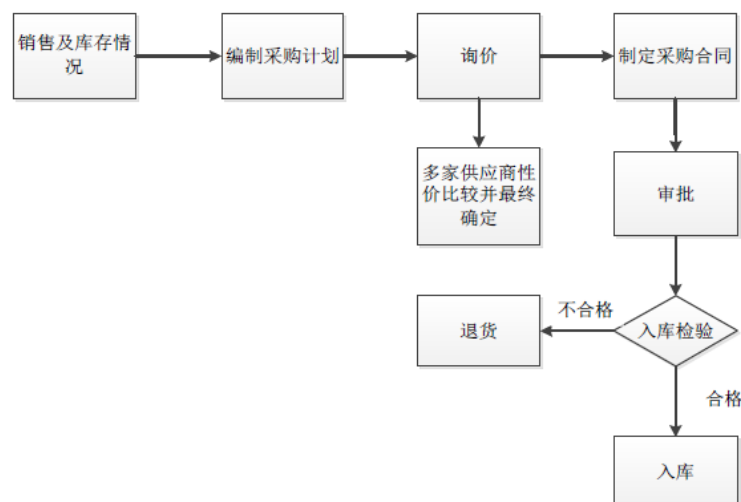 销售及库存情
况
编制采购计划
询价
制定采购合同
多家供应商性
价比较并最终
确定
审批
不合格
退货
入库检验
合格
入库